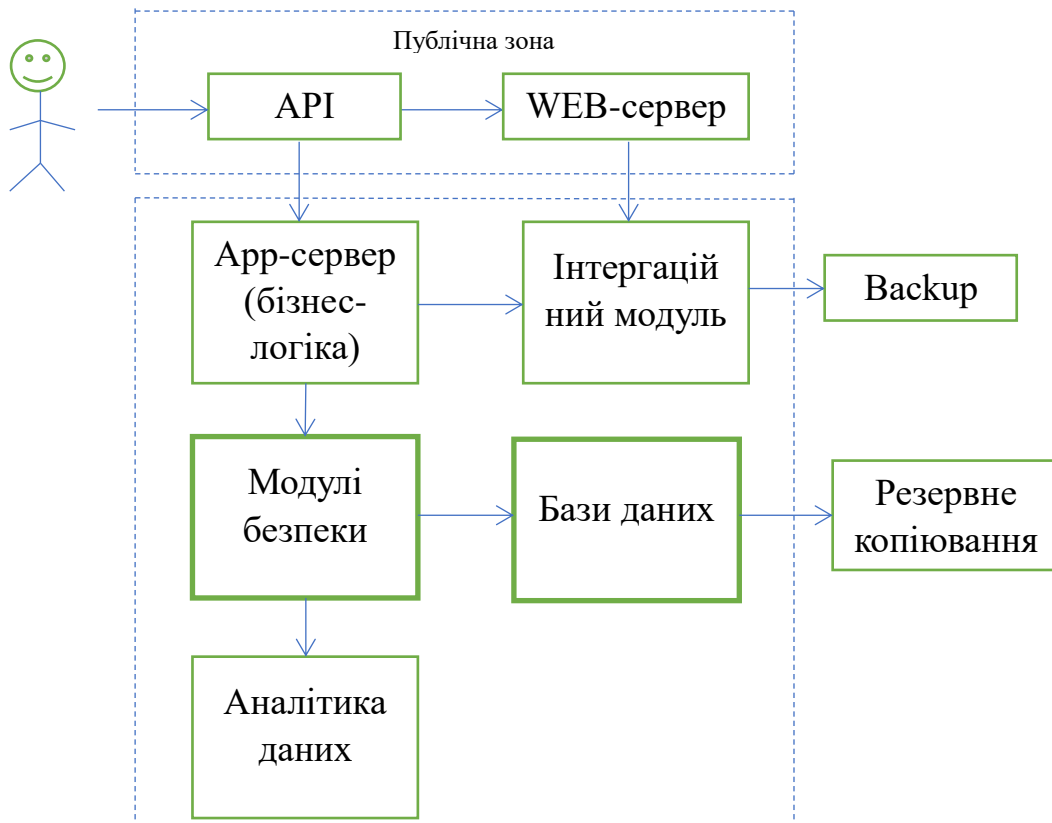 Публічна зона
API
WEB-сервер
App-сервер
(бізнес-
логіка)
Інтергацій
ний модуль
Backup
Модулі
безпеки
Бази даних
Резервне
копіювання
Аналітика
даних